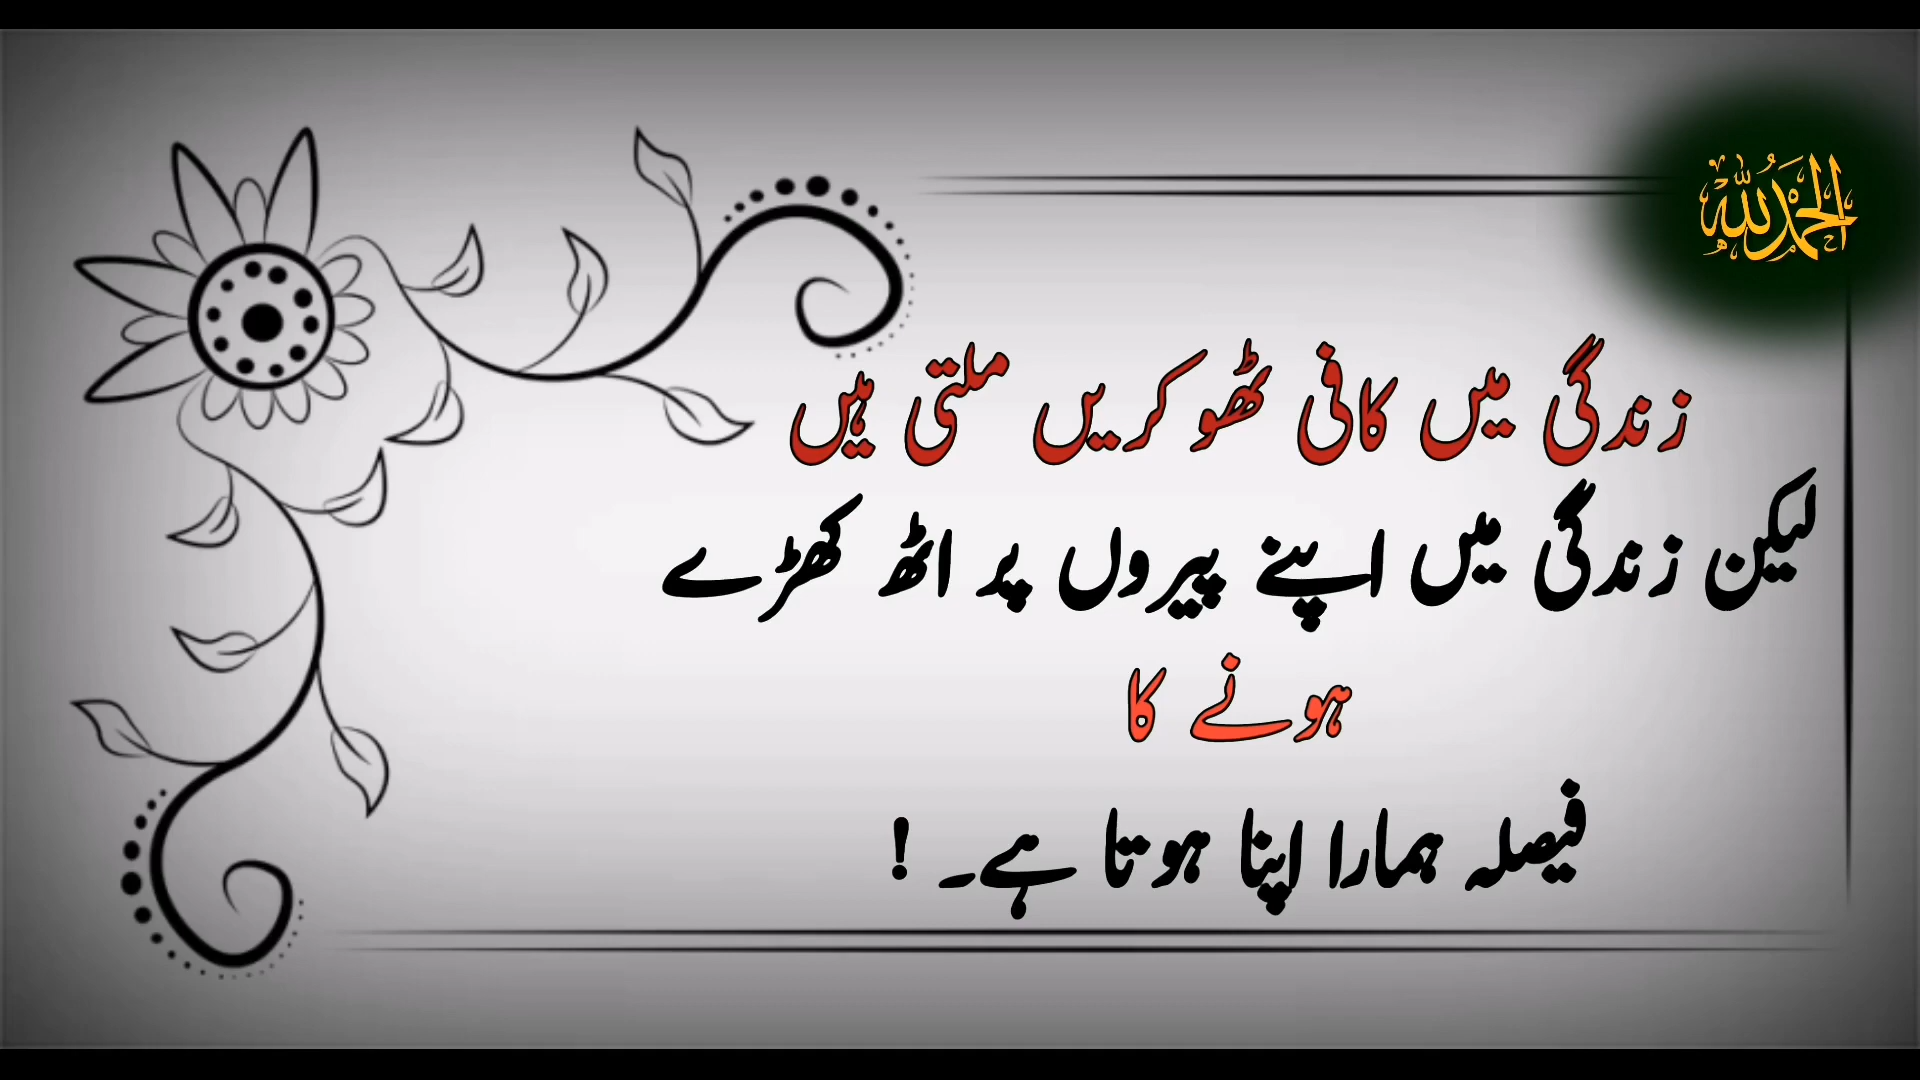 الحمدللہ
زندگی میں کافی ٹھوکریں ملتی ہیں
لیکن زندگی میں اپنے پیروں پر اٹھ کھڑے
ہونے کا
فیصلہ ہمارا اپنا ہوتا ہے۔ !